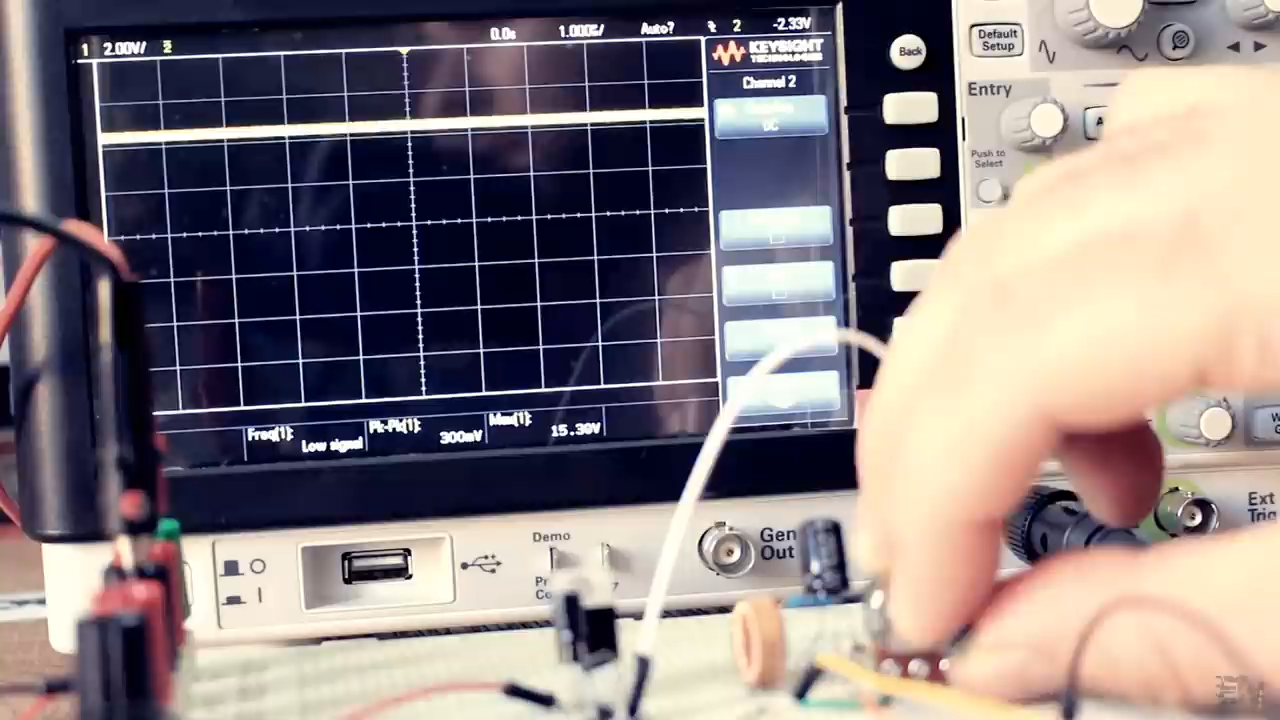 1 2.00V/ 2 0.0s 1.000s/ Auto? 2 -2.33V
KEYSIGHT
TECHNOLOGIES
Channel 2
DC
Freq(1):
Low signal
Pk-Pk(1):
300mV
Max(1):
15.30V
Back
Default
Setup
Entry
Push to
Select
Demo
Gen
Out
Ext
Trig